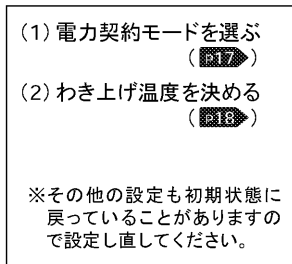 (1)電力契約モードを選ぶ
(P17)
(2)わき上げ温度を決める
(P18)
※その他の設定も初期状態に
戻っていることがありますの
で設定し直してください。